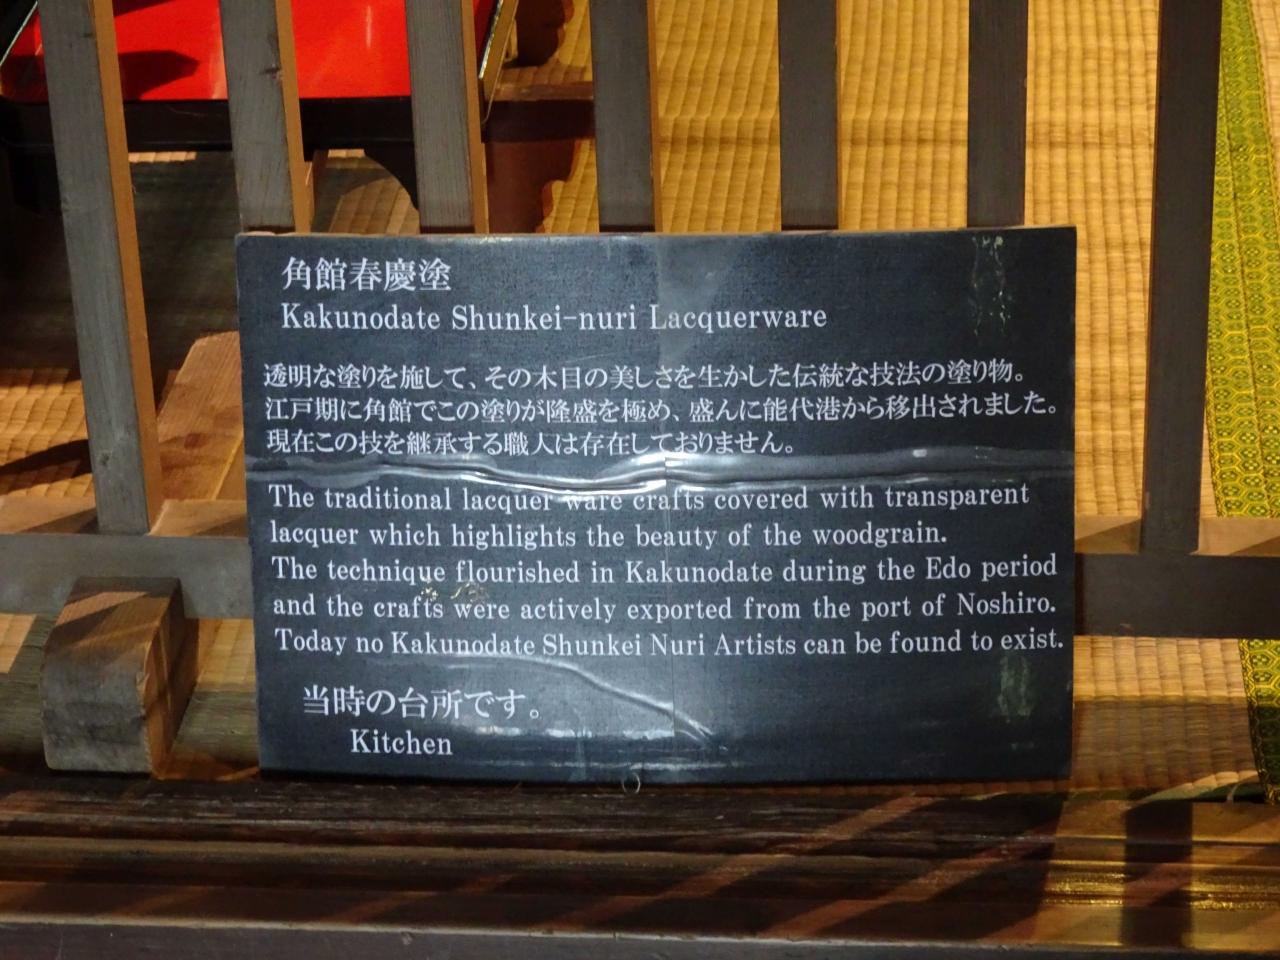 角館春慶塗
Kakunodate Shunkei-nuri Lacquerware
透明な塗りを施して、その木目の美しさを生かした伝統な技法の塗り物。
江戸期に角館でこの塗りが隆盛を極め、盛んに能代港から移出されました。
現在この技を継承する職人は存在しておりません。
The traditional lacquer ware crafts covered with transparent
lacquer which highlights the beauty of the woodgrain.
The technique flourished in Kakunodate during the Edo period
and the crafts were actively exported from the port of Noshiro.
Today no Kakunodate Shunkei Nuri Artists can be found to exist.
当時の台所です。
Kitchen